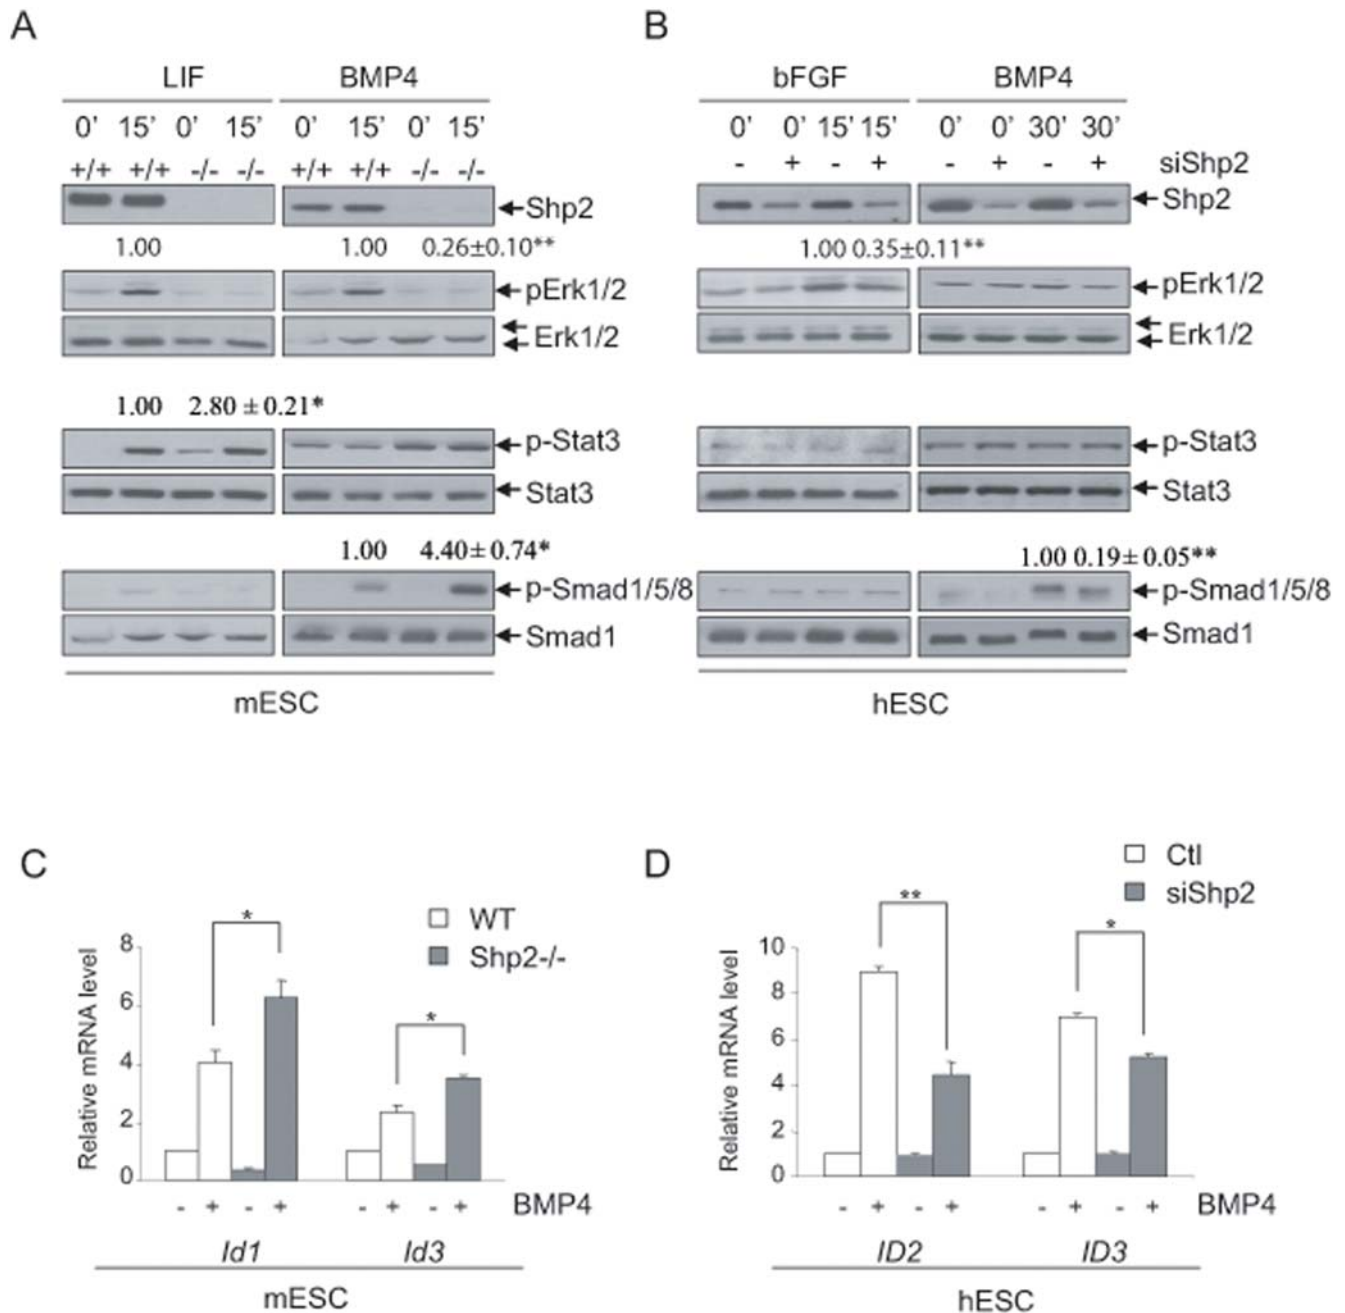 A
LIF BMP4
0' 15' 0' 15' 0' 15' 0' 15'
+/+ +/+ -/- -/- +/+ +/+ -/- -/-
Shp2
1.00 1.00 0.26±0.10**
pErk1/2
Erk1/2
1.00 2.80 ± 0.21*
p-Stat3
Stat3
1.00 4.40± 0.74*
p-Smad1/5/8
Smad1
mESC
B
bFGF BMP4
0' 0' 15' 15' 0' 0' 30' 30'
- + - + - + - + siShp2
Shp2
1.00 0.35±0.11**
pErk1/2
Erk1/2
p-Stat3
Stat3
1.00 0.19± 0.05**
p-Smad1/5/8
Smad1
hESC
C
WT
Shp2-/-
Relative mRNA level
8
6
4
2
0
*
*
- + - + - + - + BMP4
Id1 Id3
mESC
D
Ctl
siShp2
Relative mRNA level
10
8
6
4
2
0
**
*
- + - + - + - + BMP4
ID2 ID3
hESC